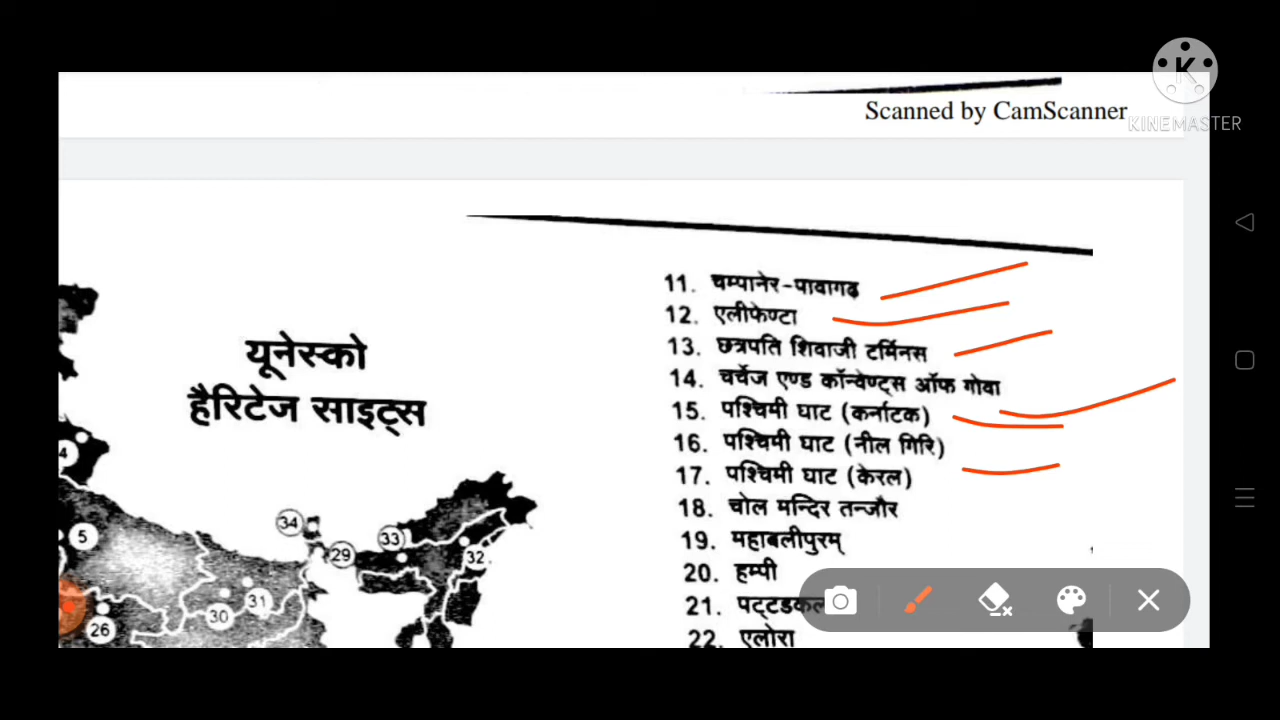 KINEMASTER
Scanned by CamScanner
यूनेस्को
हैरिटेज साइट्स
11. चम्पानेर-पावागढ
12. एलीफेण्टा
13. छत्रपति शिवाजी टर्मिनस
14. चर्चेज एण्ड कॉन्वेण्ट्स ऑफ गोवा
15. पश्चिमी घाट (कर्नाटक)
16. पश्चिमी घाट (नील गिरि)
17. पश्चिमी घाट (केरल)
18. चोल मन्दिर तन्जौर
19. महाबलीपुरम्
20. हम्पी
21.
22. एलोरा
4
5
34
33
29
32.
31
30
26